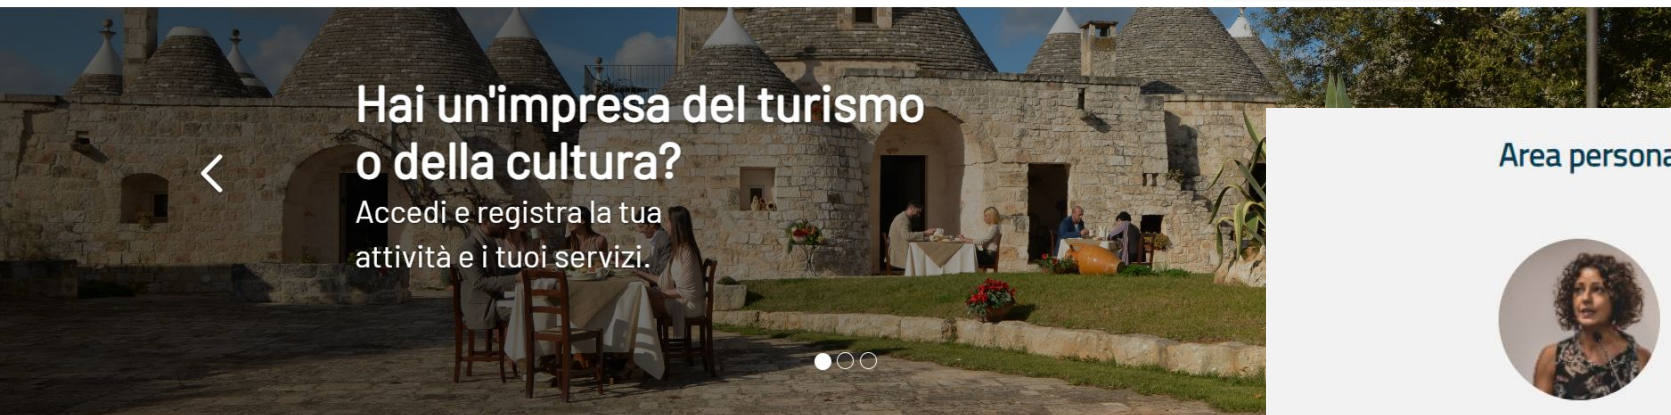 Hai un'impresa del turismo
o della cultura?
Accedi e registra la tua
attività e i tuoi servizi.
Area persona